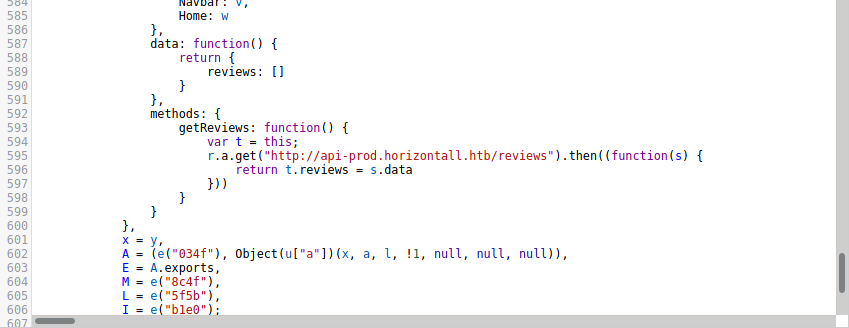 584 Navbar: v,
585 Home: w
586 },
587 data: function() {
588 return {
589 reviews: []
590 }
591 },
592 methods: {
593 getReviews: function() {
594 var t = this;
595 r.a.get("http://api-prod.horizontall.htb/reviews").then((function(s) {
596 return t.reviews = s.data
597 }))
598 }
599 }
600 },
601 x = y,
602 A = (e("034f"), Object(u["a"])(x, a, l, !1, null, null, null)),
603 E = A.exports,
604 M = e("8c4f"),
605 L = e("5f5b"),
606 I = e("b1e0");
607